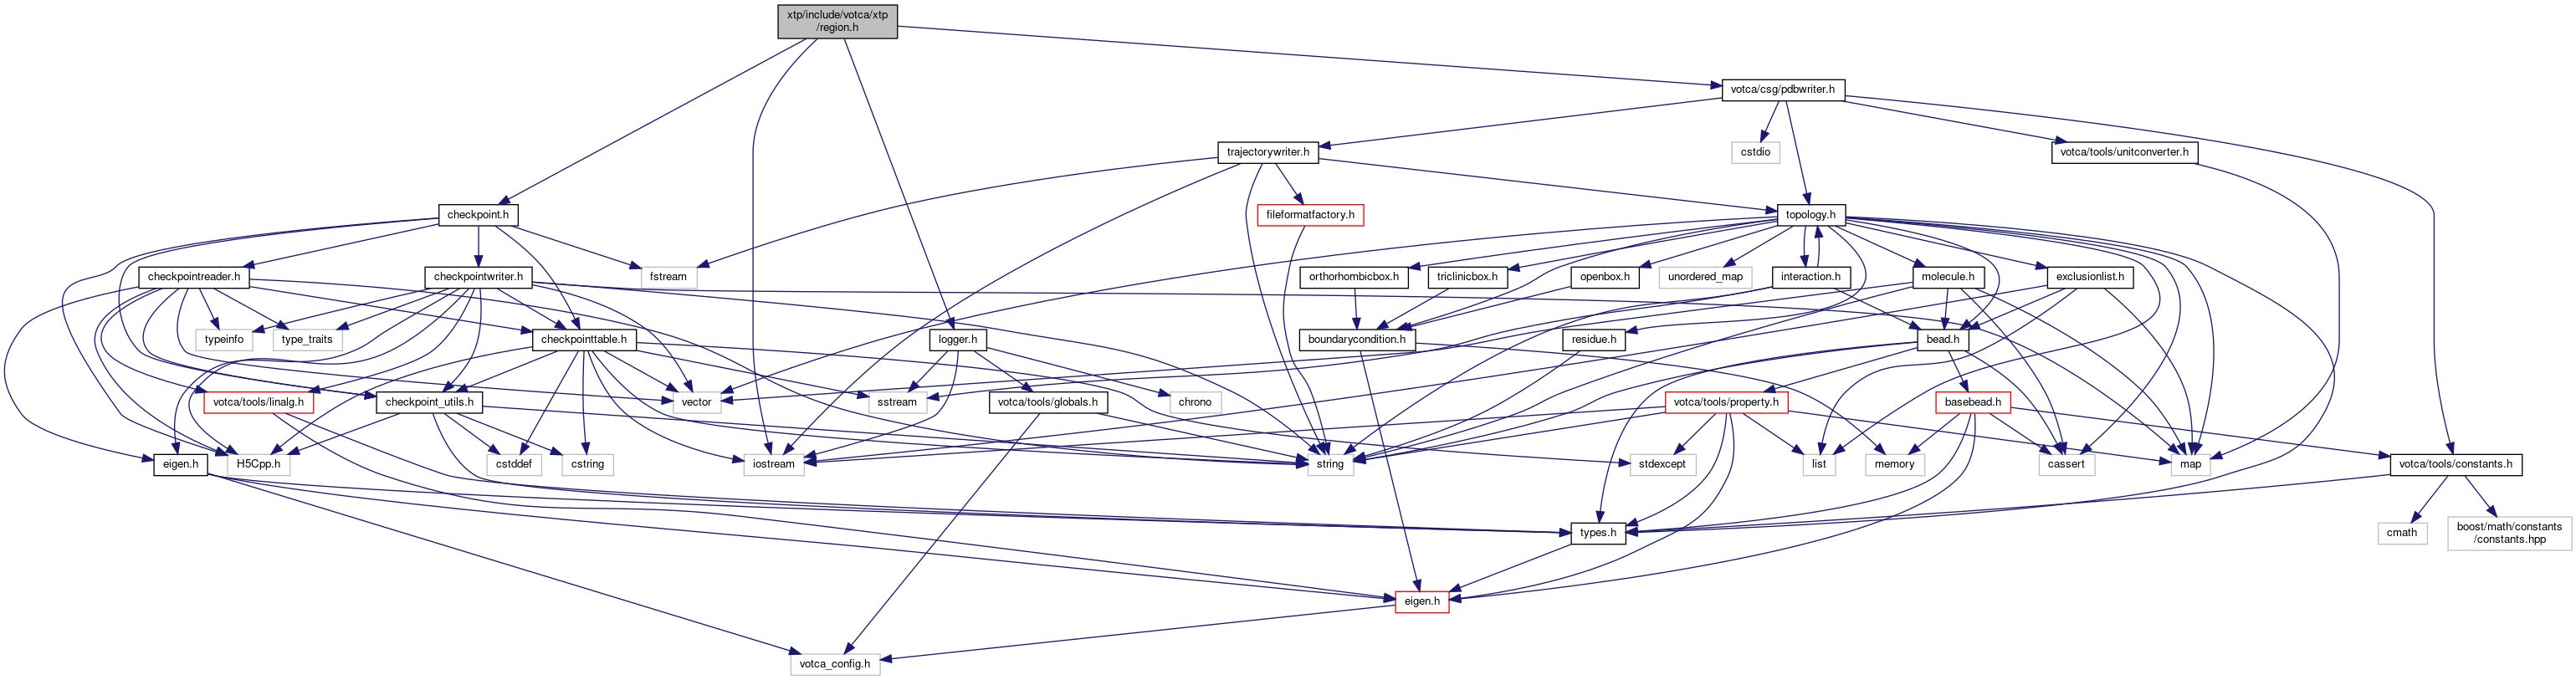 xtp/include/votca/xtp
/region.h
votca/csg/pdbwriter.h
trajectorywriter.h
cstdio
votca/tools/unitconverter.h
checkpoint.h
fileformatfactory.h
topology.h
checkpointreader.h
checkpointwriter.h
fstream
orthorhombicbox.h
triclinicbox.h
openbox.h
unordered_map
interaction.h
molecule.h
exclusionlist.h
typeinfo
type_traits
checkpointtable.h
logger.h
boundarycondition.h
residue.h
bead.h
votca/tools/linalg.h
checkpoint_utils.h
vector
sstream
votca/tools/globals.h
chrono
votca/tools/property.h
basebead.h
eigen.h
H5Cpp.h
cstddef
cstring
iostream
string
stdexcept
list
memory
cassert
map
votca/tools/constants.h
types.h
cmath
boost/math/constants
/constants.hpp
eigen.h
votca_config.h